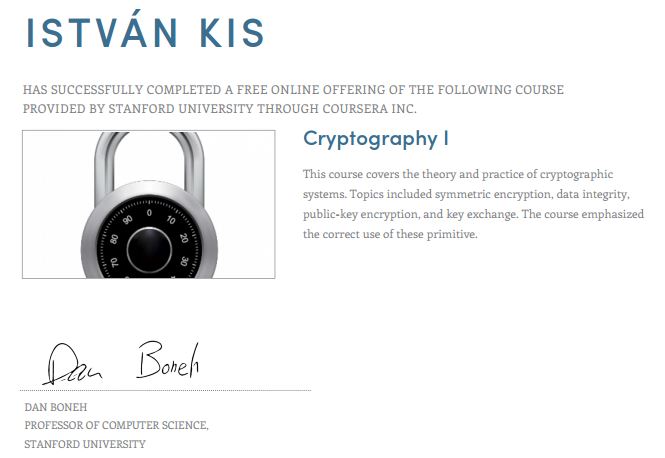 ISTVÁN KIS
HAS SUCCESSFULLY COMPLETED A FREE ONLINE OFFERING OF THE FOLLOWING COURSE
PROVIDED BY STANFORD UNIVERSITY THROUGH COURSERA INC.
Cryptography I
This course covers the theory and practice of cryptographic
systems. Topics included symmetric encryption, data integrity,
public-key encryption, and key exchange. The course emphasized
the correct use of these primitive.
90 0 10
80 20
70 30
Dan Boneh
DAN BONEH
PROFESSOR OF COMPUTER SCIENCE,
STANFORD UNIVERSITY